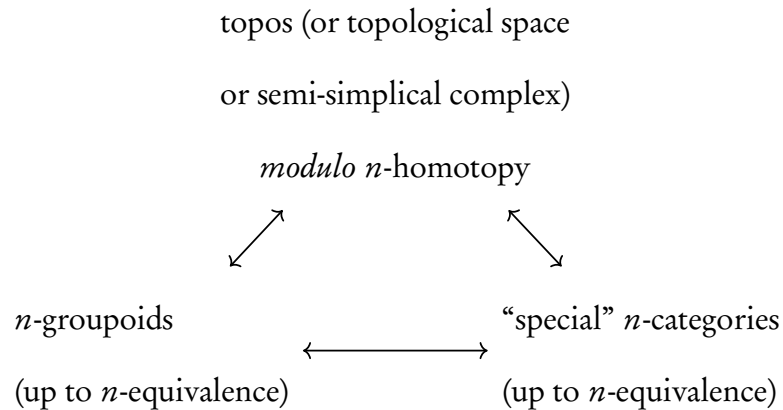 topos (or topological space
or semi-simplical complex)
modulo n-homotopy
n-groupoids
(up to n-equivalence)
“special” n-categories
(up to n-equivalence)